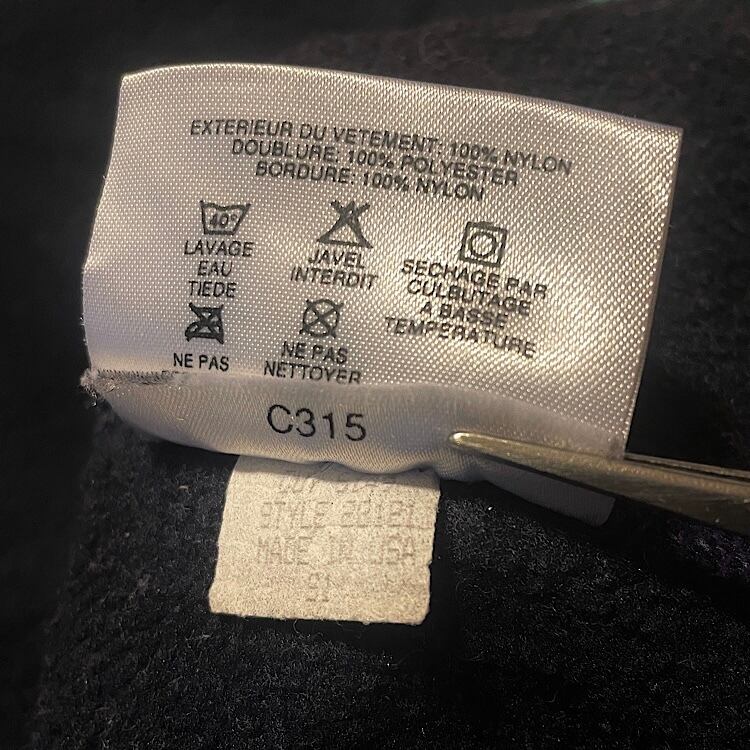 EXTERIEUR DU VETEMENT: 100% NYLON
DOUBLURE: 100% POLYESTER
BORDURE: 100% NYLON
40°
LAVAGE
EAU
TIEDE
JAVEL
INTERDIT
SECHAGE PAR
CULBUTAGE
A BASSE
TEMPERATURE
NE PAS
NE PAS
NETTOYER
C315
STYLE
MADE IN USA